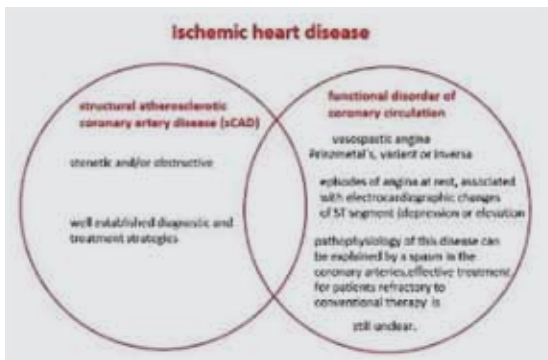 Ischemic heart disease
structural atherosclerotic
coronary artery disease (sCAD)
stenotic and/or obstructive
well established diagnostic and
treatment strategies
functional disorder of
coronary circulation
vasospastic angina
Prinzmetal's, variant or inversa
episodes of angina at rest, associated
with electrocardiographic changes
of ST segment (depression or elevation
pathophysiology of this disease can
be explained by a spasm in the
coronary arteries,effective treatment
for patients refractory to
conventional therapy is
still unclear.